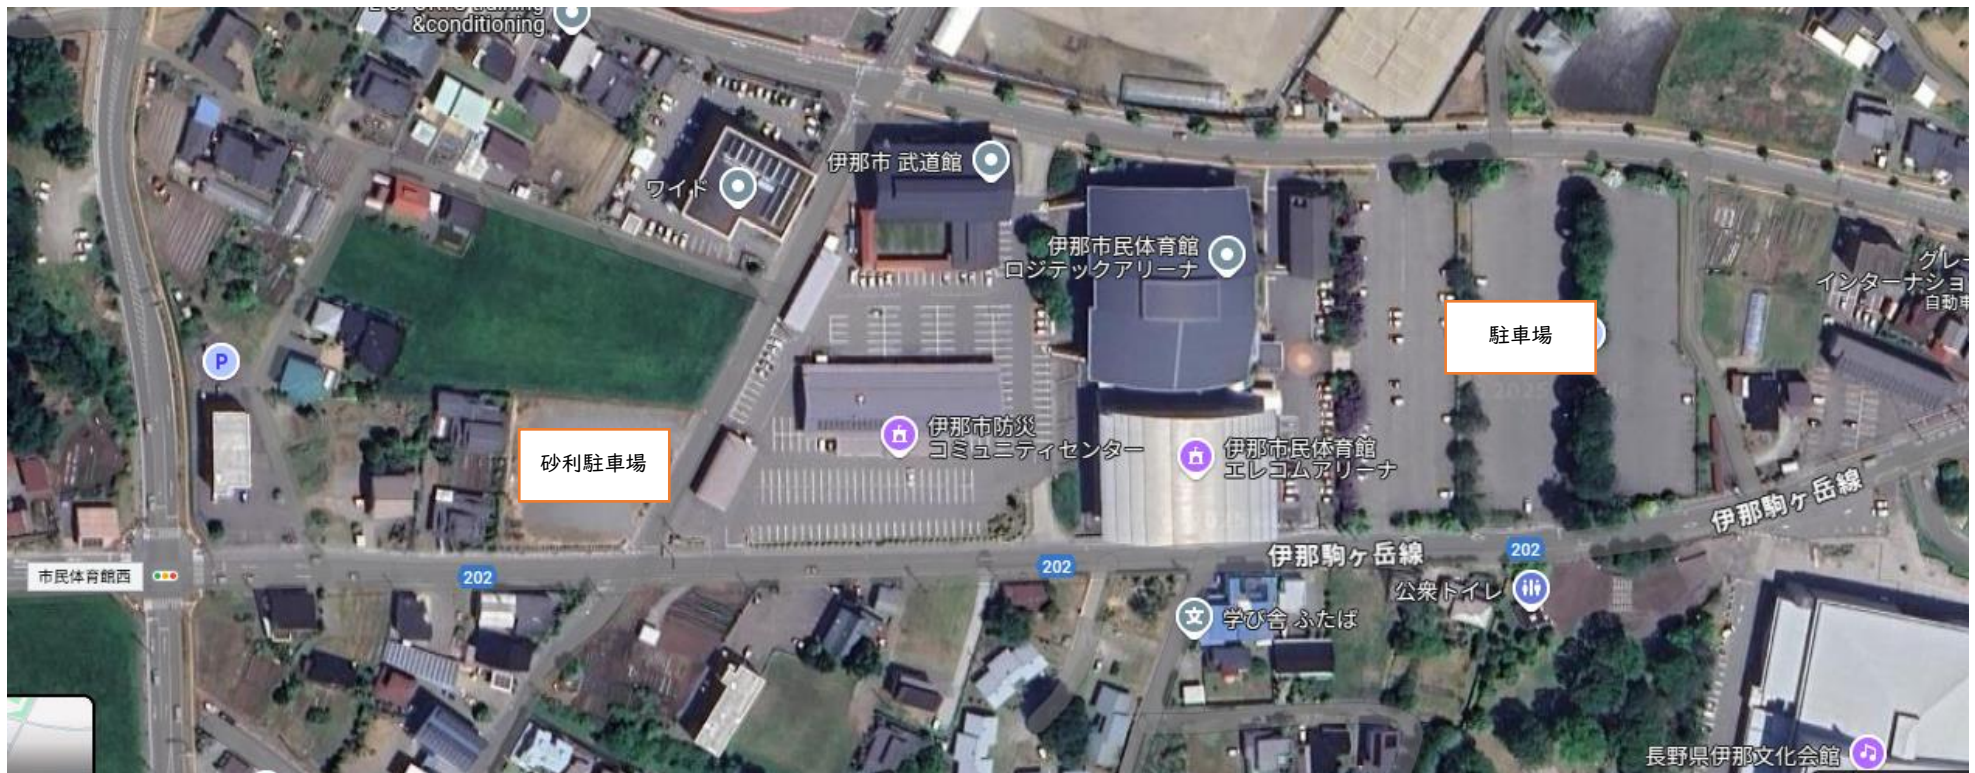 &conditioning
伊那市 武道館
ワイド
伊那市民体育館
ロジテックアリーナ
グレー
インターナショ
自動車
駐車場
P
伊那市防災
コミュニティセンター
伊那市民体育館
エレコムアリーナ
砂利駐車場
伊那駒ヶ岳線
伊那駒ヶ岳線
202
202
202
市民体育館西
公衆トイレ
文
学び舎 ふたば
長野県伊那文化会館